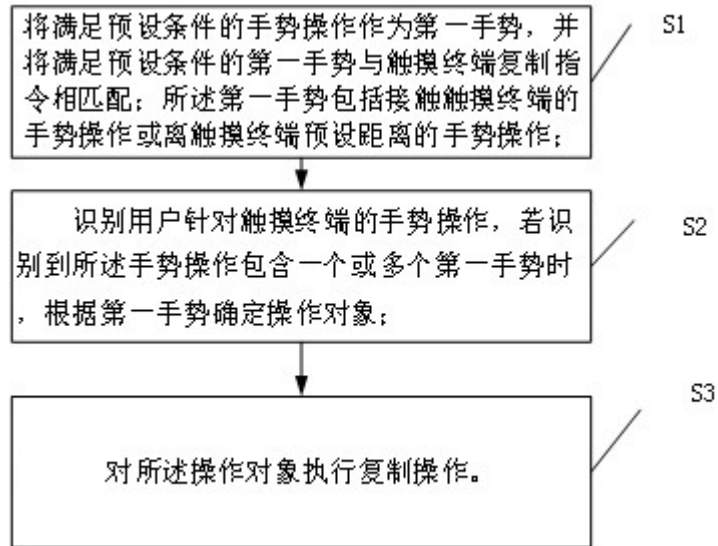 将满足预设条件的手势操作作为第一手势，并
将满足预设条件的第一手势与触摸终端复制指
令相匹配；所述第一手势包括接触触摸终端的
手势操作或离触摸终端预设距离的手势操作；
S1
识别用户针对触摸终端的手势操作，若识
别到所述手势操作包含一个或多个第一手势时
，根据第一手势确定操作对象；
S2
对所述操作对象执行复制操作。
S3